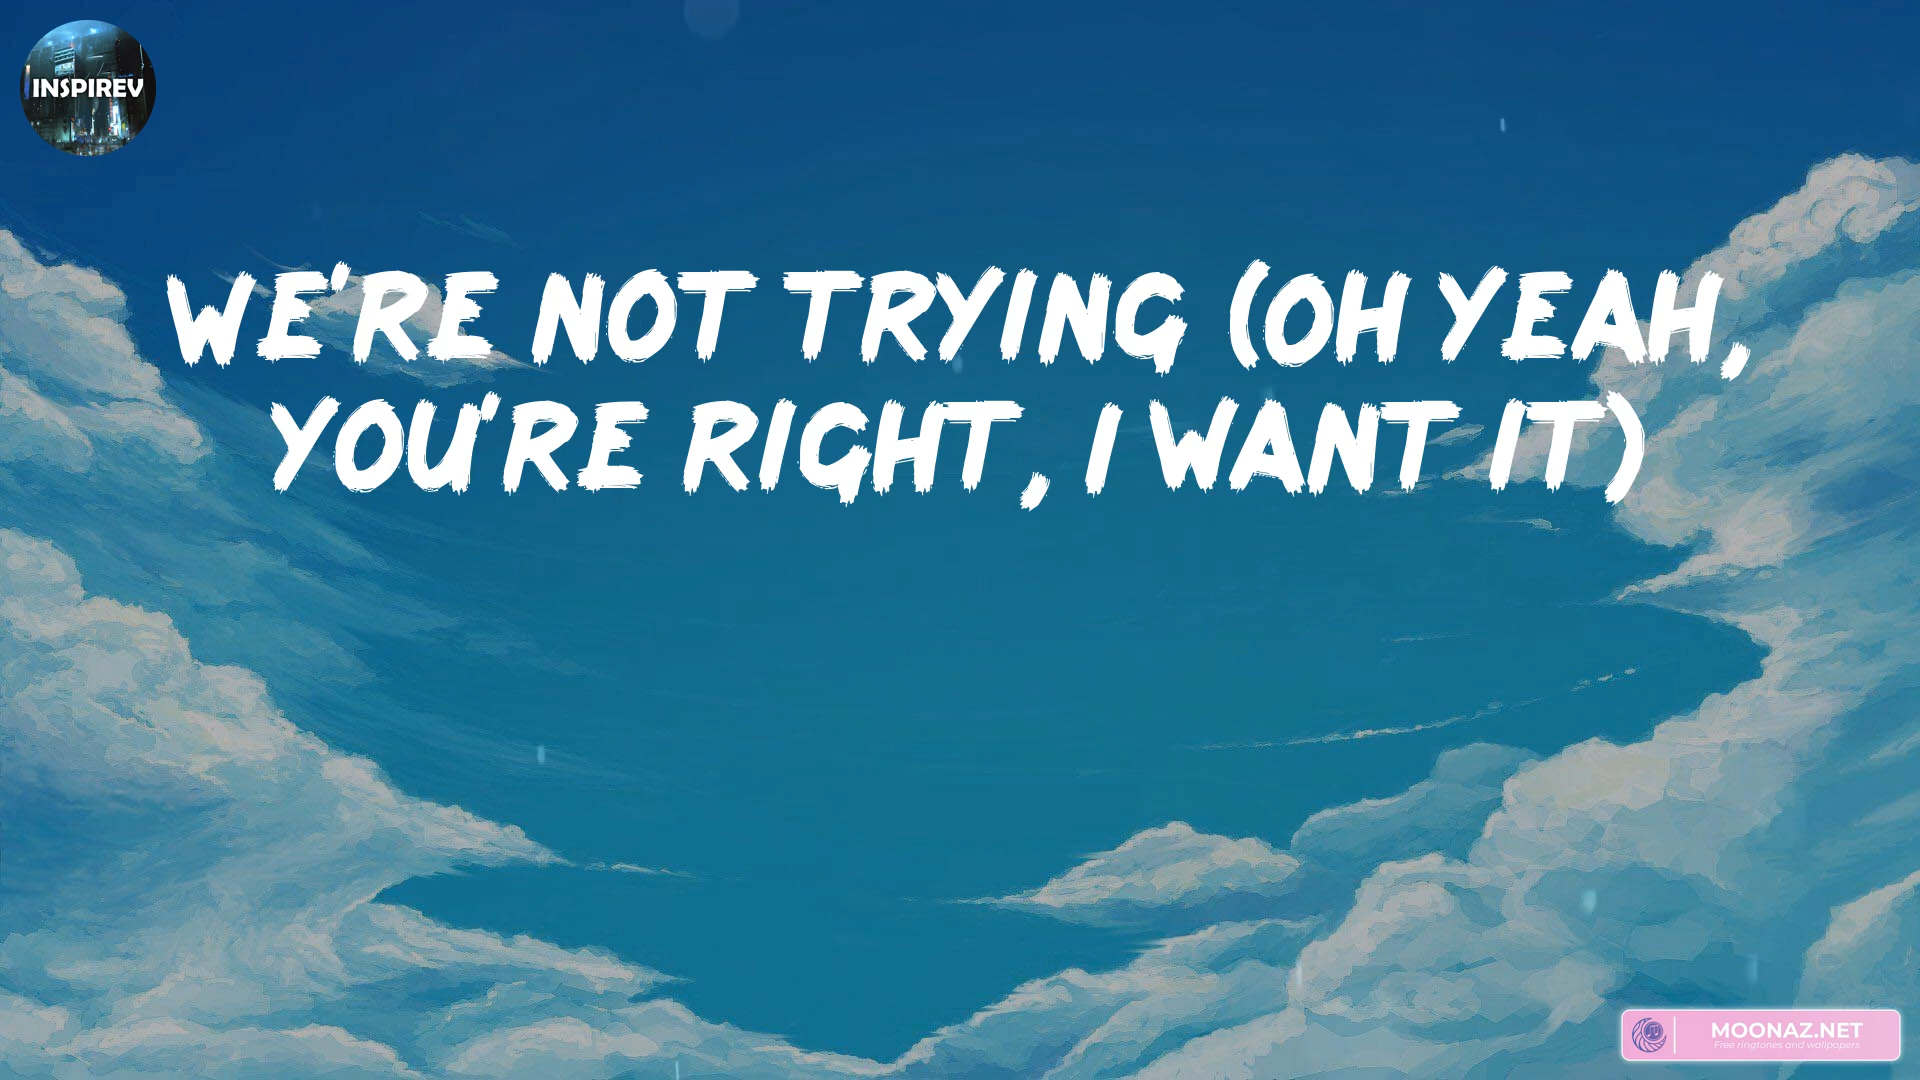 INSPIREV
WE'RE NOT TRYING (OH YEAH,
YOU'RE RIGHT, I WANT IT)
MOONAZ.NET
Free ringtones and wallpapers